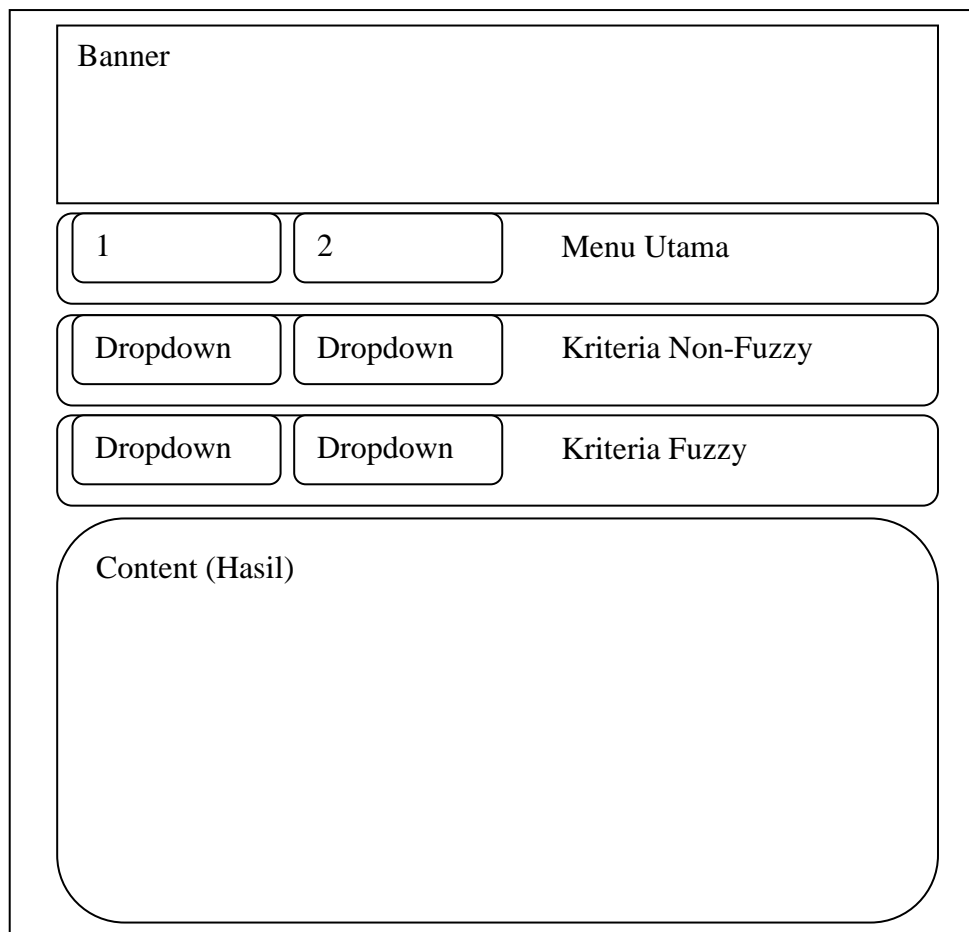 Banner
1 2 Menu Utama
Dropdown Dropdown Kriteria Non-Fuzzy
Dropdown Dropdown Kriteria Fuzzy
Content (Hasil)